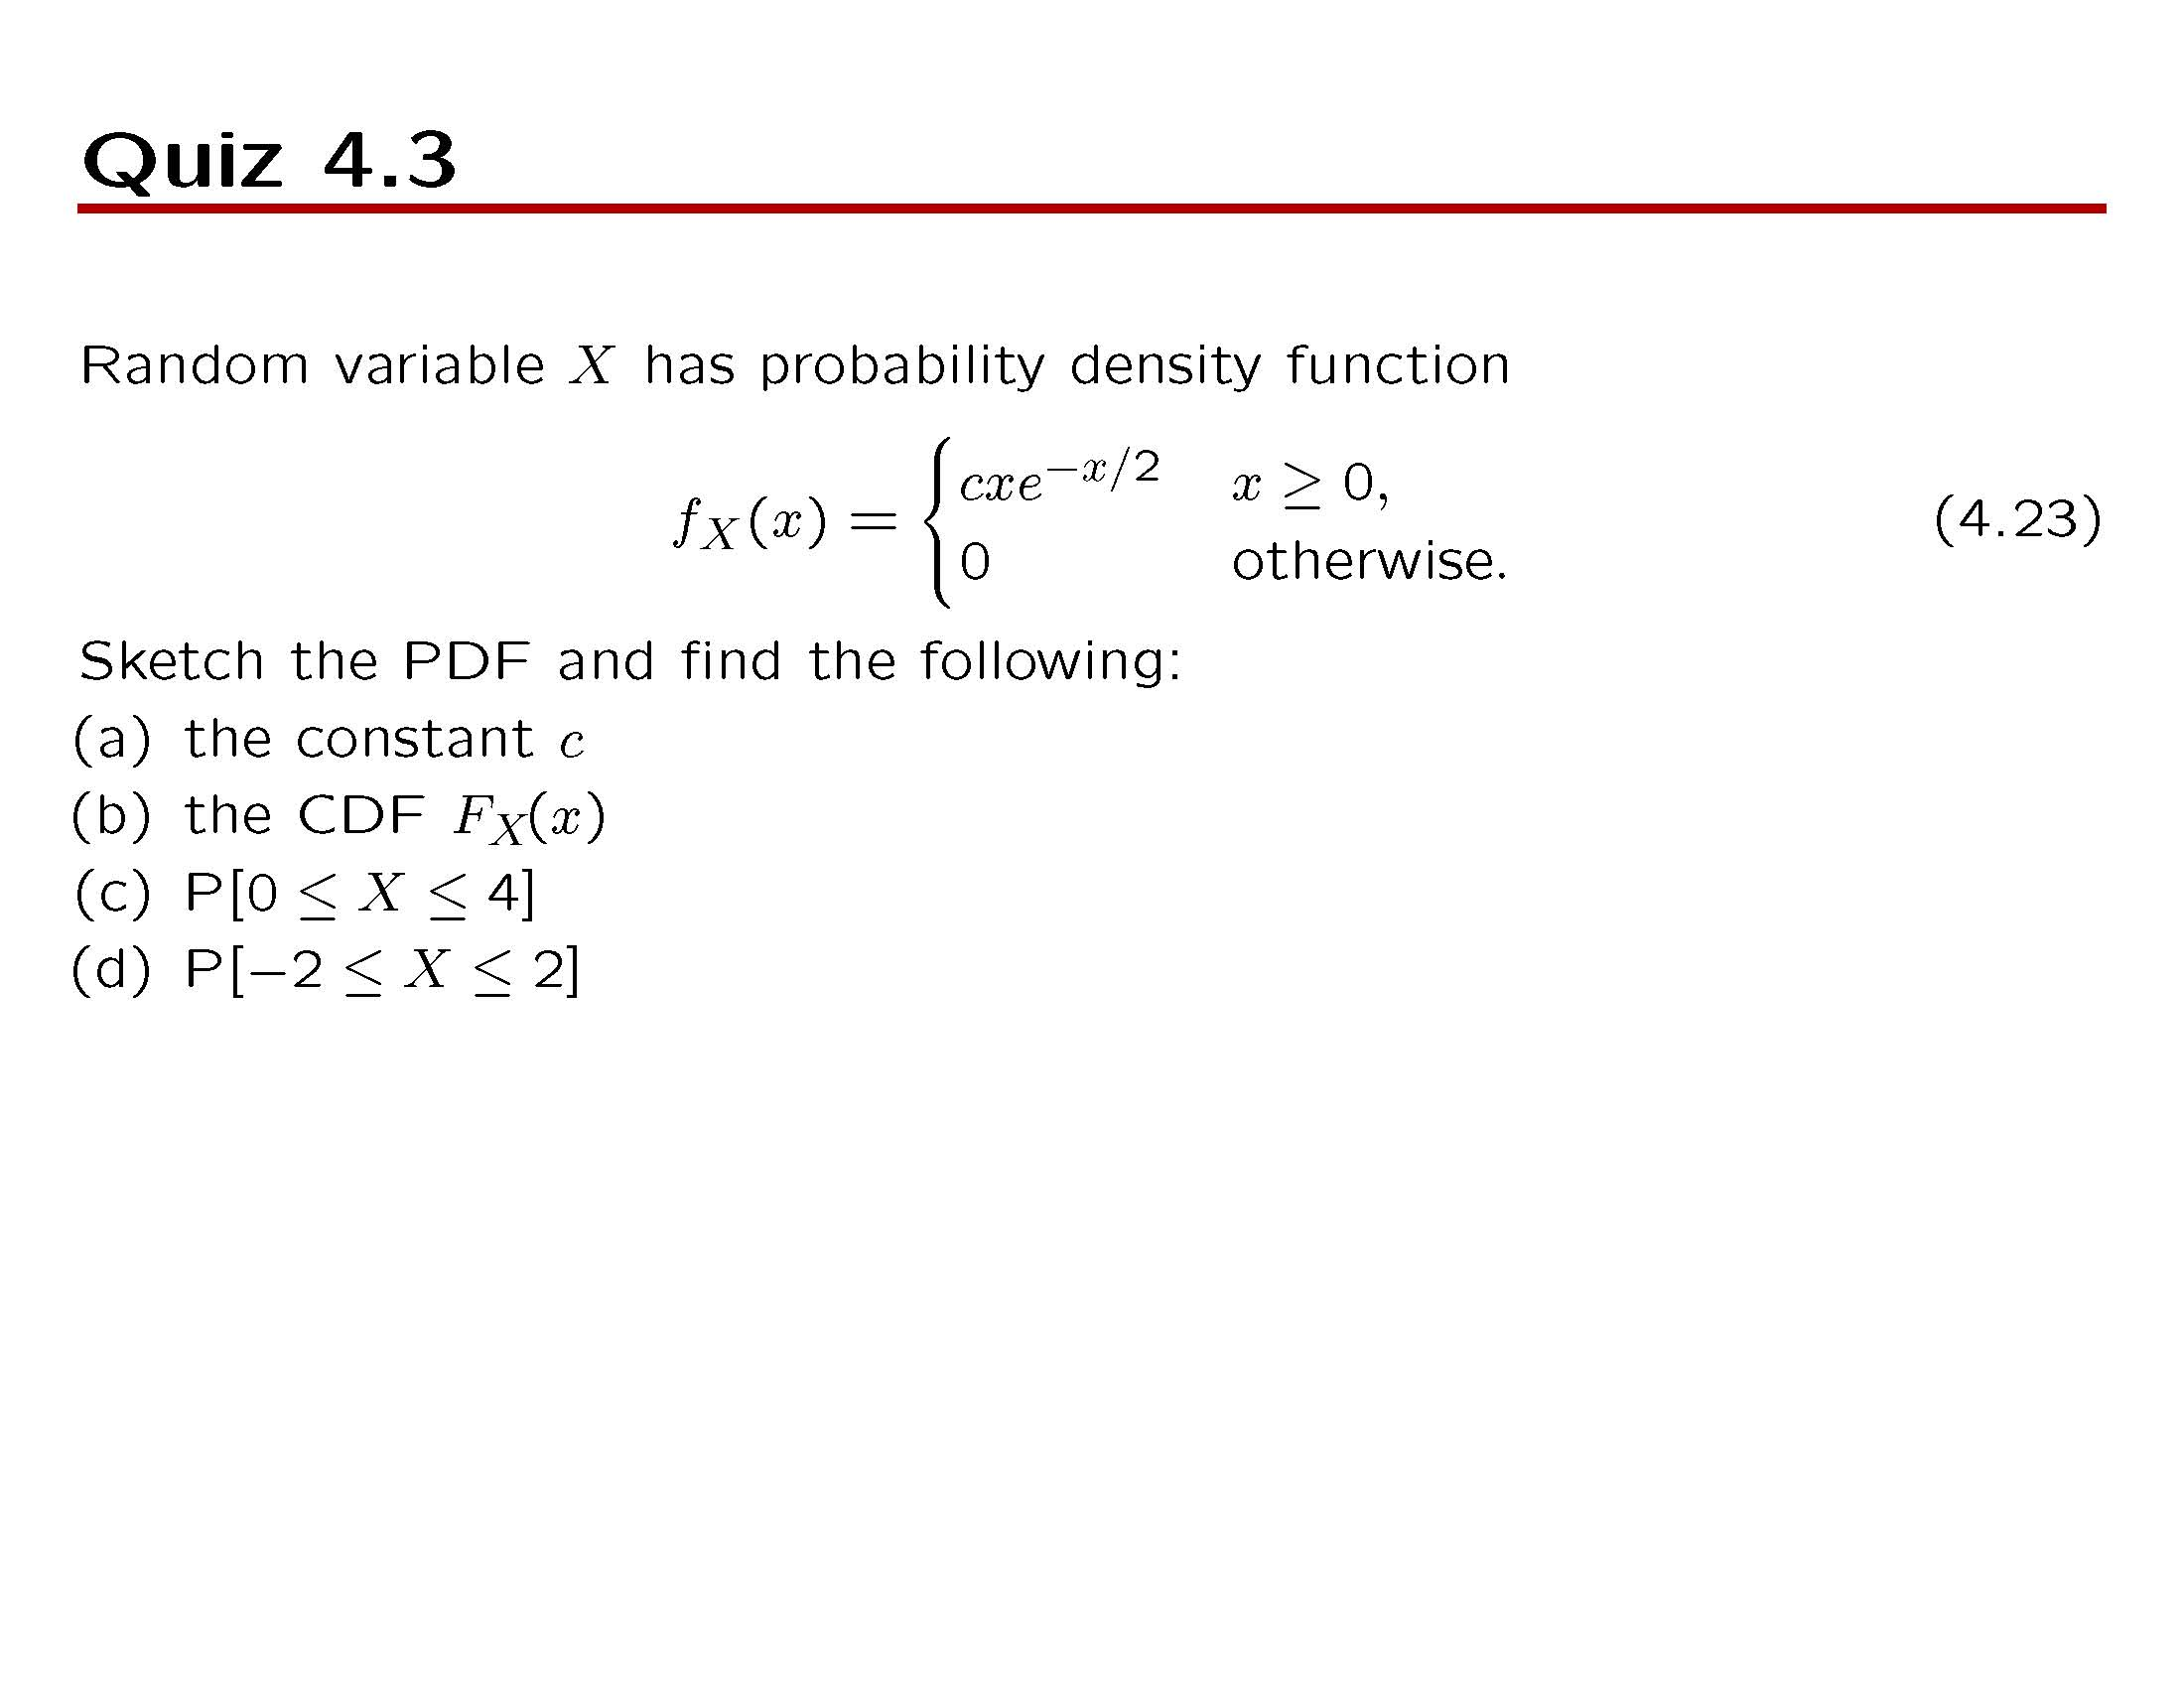 Quiz 4.3
Random variable X has probability density function
f_X(x) = { cxe^{−x/2} x ≥ 0,
0 otherwise. (4.23)
Sketch the PDF and find the following:
(a) the constant c
(b) the CDF F_X(x)
(c) P[0 ≤ X ≤ 4]
(d) P[−2 ≤ X ≤ 2]